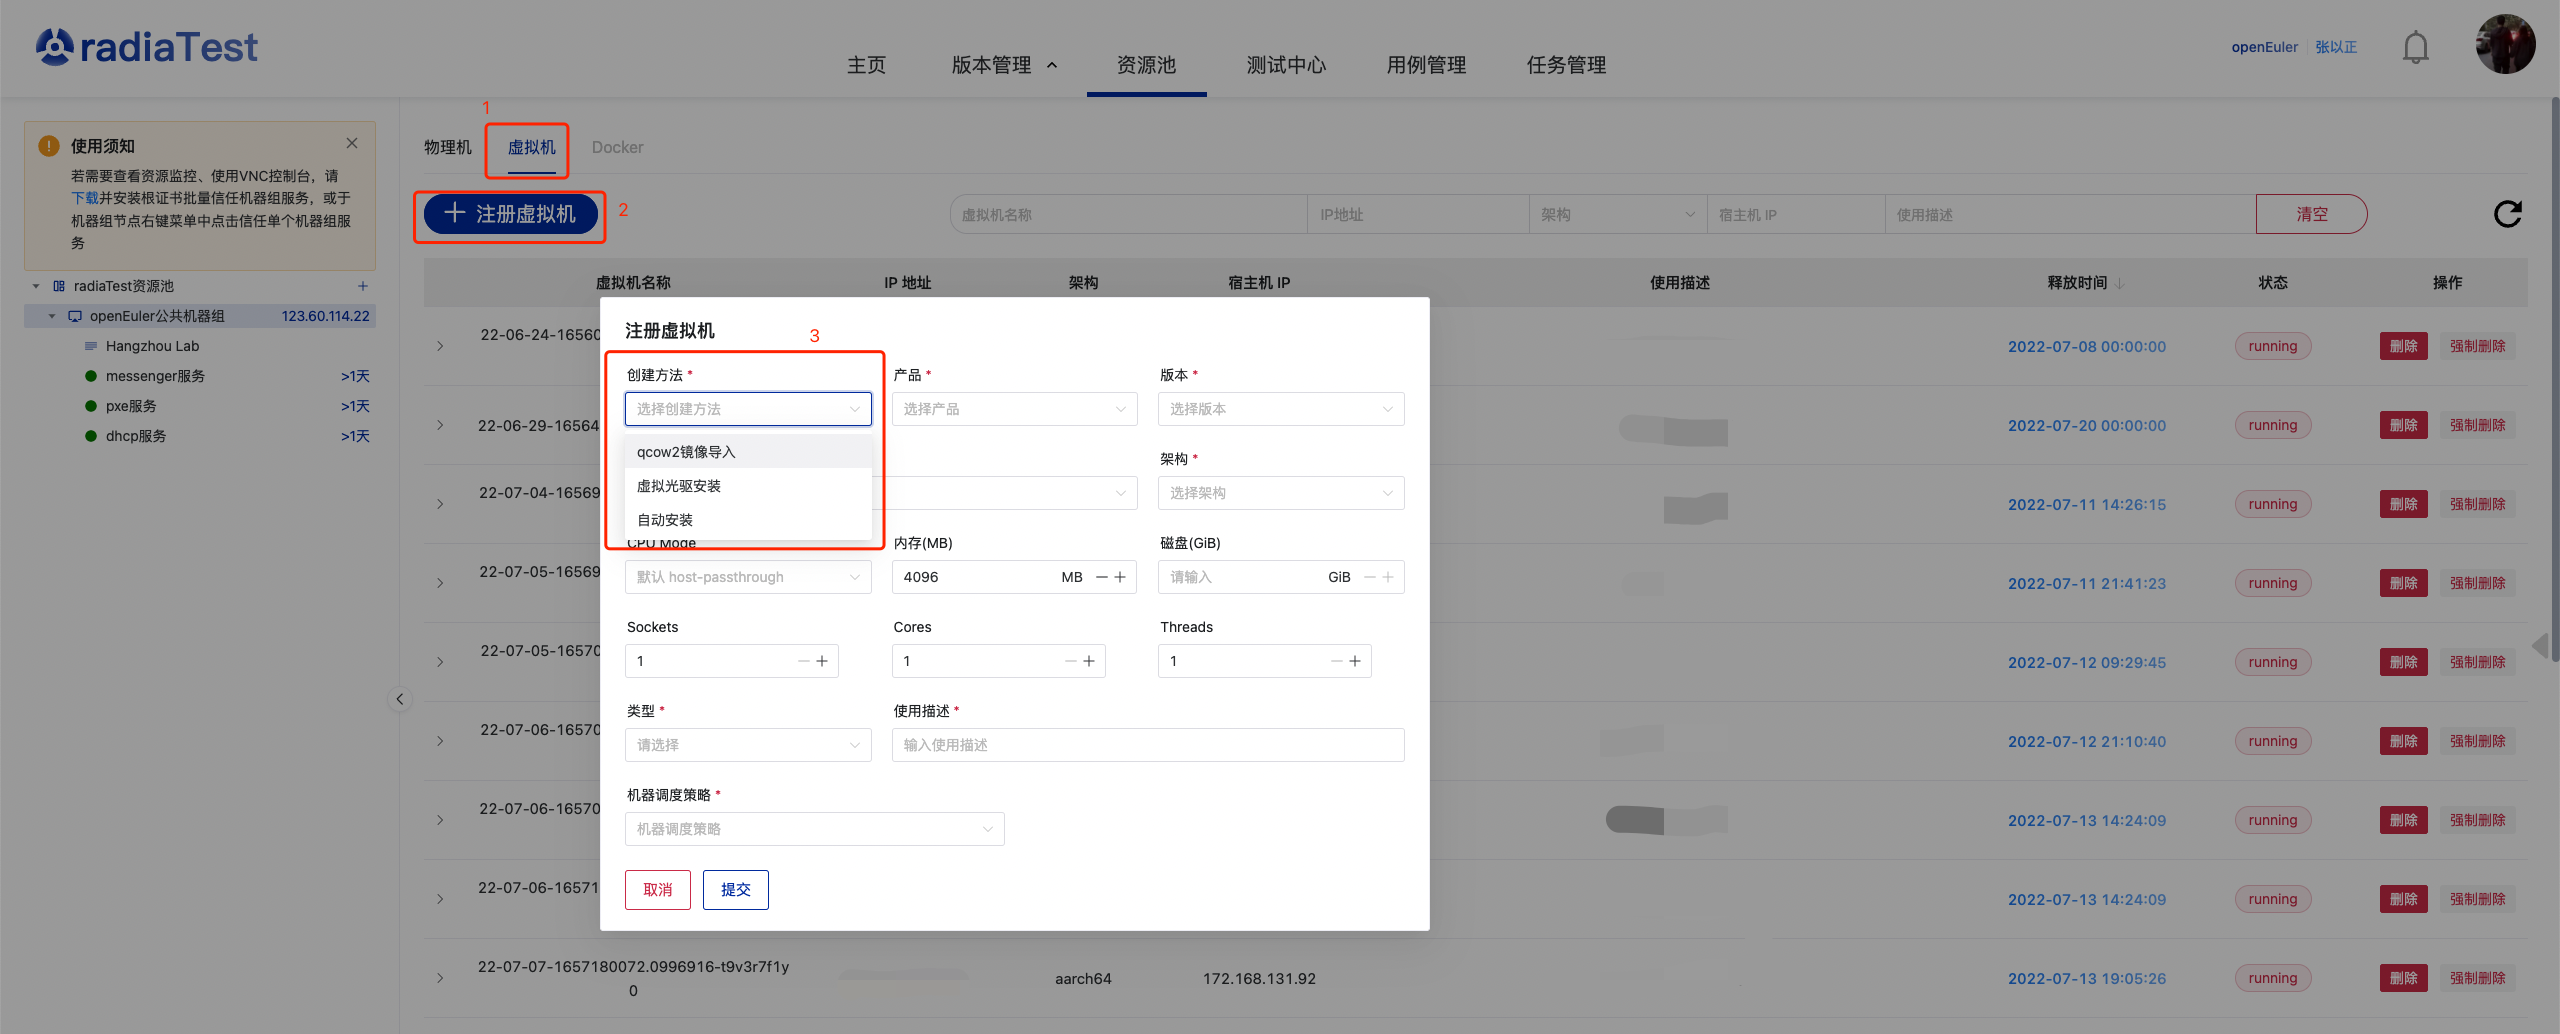 radiaTest
主页
版本管理
资源池
测试中心
用例管理
任务管理
openEuler
张以正
使用须知
若需要查看资源监控、使用VNC控制台，请
下载并安装根证书批量信任机器组服务，或于
机器组节点右键菜单中点击信任单个机器组服
务
radiaTest资源池
openEuler公共机器组 123.60.114.22
Hangzhou Lab
messenger服务 >1天
pxe服务 >1天
dhcp服务 >1天
1
物理机 虚拟机 Docker
注册虚拟机 2
虚拟机名称 IP地址 架构 宿主机 IP 使用描述 清空
虚拟机名称 IP 地址 架构 宿主机 IP 使用描述 释放时间 状态 操作
22-06-24-16560 2022-07-08 00:00:00 running 删除 强制删除
22-06-29-16564 2022-07-20 00:00:00 running 删除 强制删除
22-07-04-16569 2022-07-11 14:26:15 running 删除 强制删除
22-07-05-16569 2022-07-11 21:41:23 running 删除 强制删除
22-07-05-16570 2022-07-12 09:29:45 running 删除 强制删除
22-07-06-16570 2022-07-12 21:10:40 running 删除 强制删除
22-07-06-16570 2022-07-13 14:24:09 running 删除 强制删除
22-07-06-16571 2022-07-13 14:24:09 running 删除 强制删除
22-07-07-1657180072.0996916-t9v3r7f1y
0
aarch64 172.168.131.92 2022-07-13 19:05:26 running 删除 强制删除
注册虚拟机
3
创建方法 * 产品 * 版本 *
选择创建方法 选择产品 选择版本
qcow2镜像导入
虚拟光驱安装
自动安装
架构 *
选择架构
CPU Mode 内存(MB) 磁盘(GiB)
默认 host-passthrough 4096 MB 请输入 GiB
Sockets Cores Threads
1 1 1
类型 * 使用描述 *
请选择 输入使用描述
机器调度策略 *
机器调度策略
取消 提交